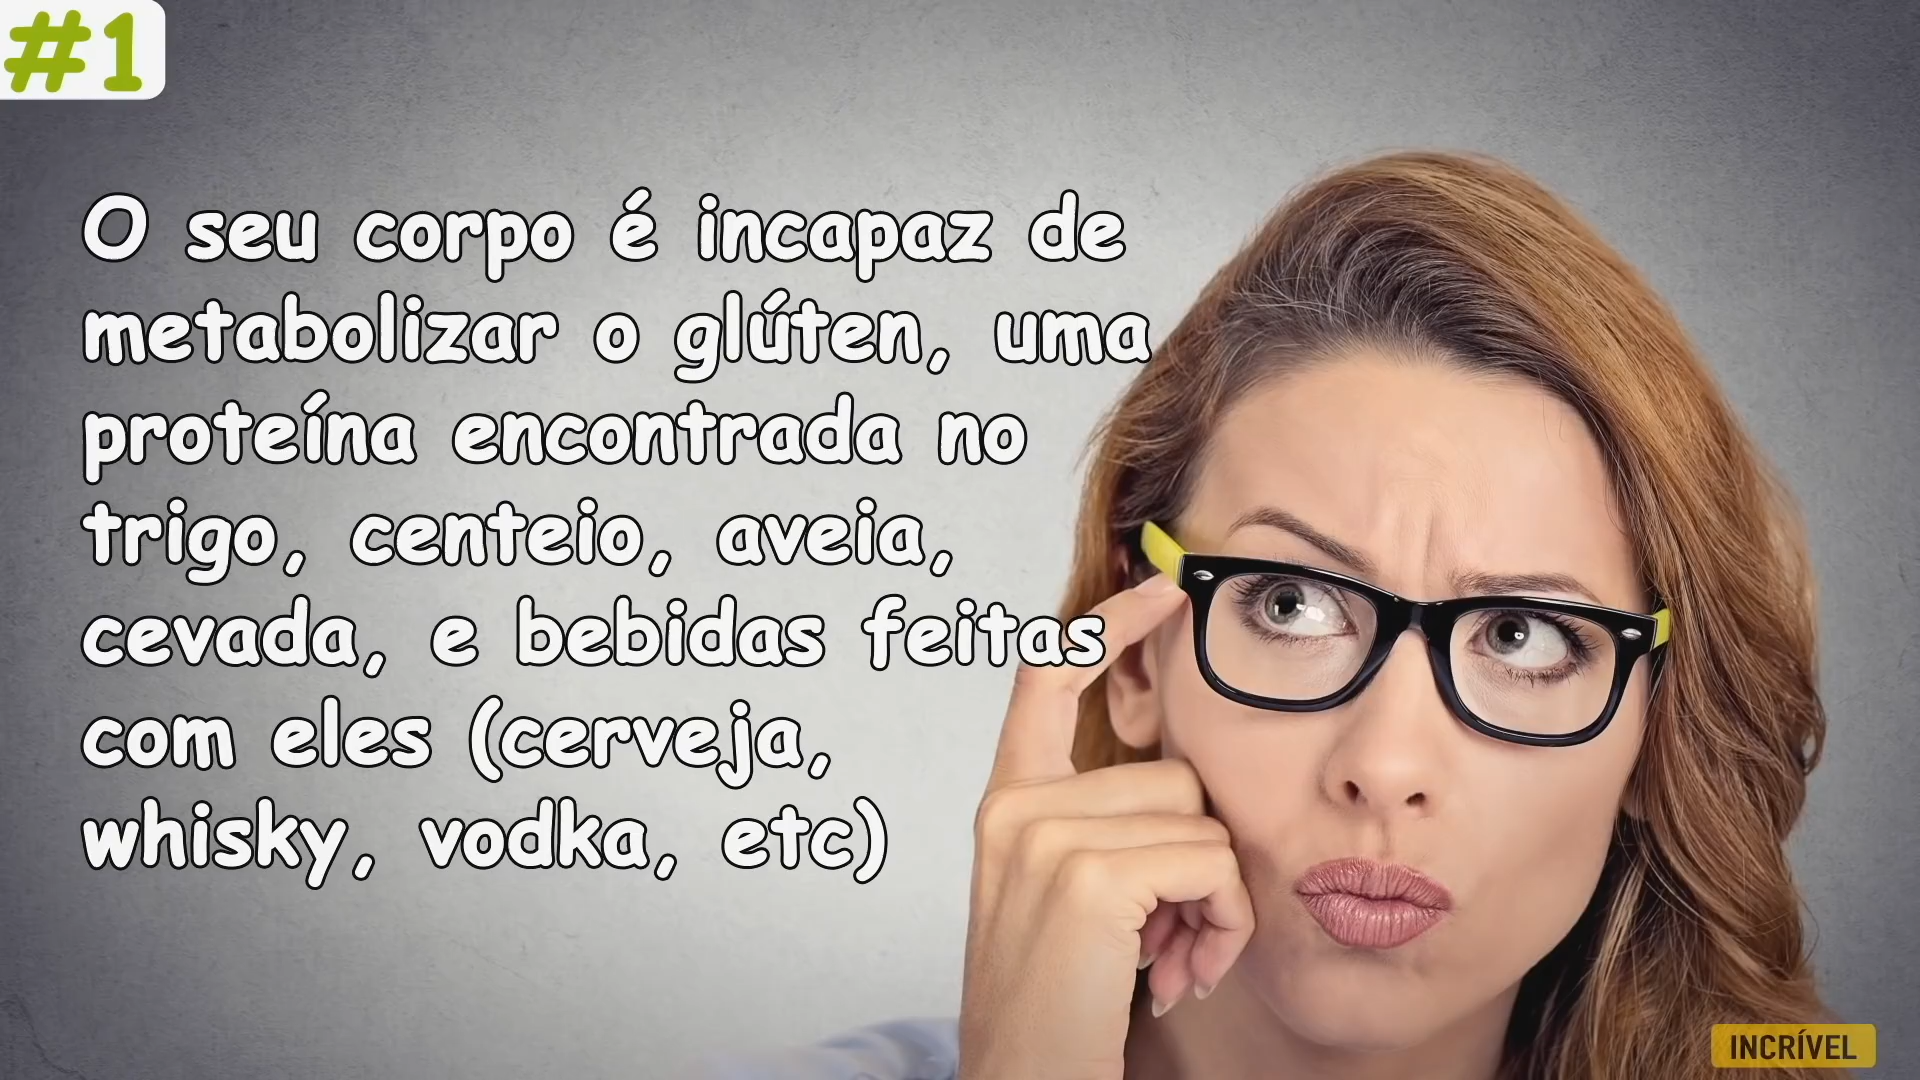 #1
O seu corpo é incapaz de
metabolizar o glúten, uma
proteína encontrada no
trigo, centeio, aveia,
cevada, e bebidas feitas
com eles (cerveja,
whisky, vodka, etc)
INCRÍVEL